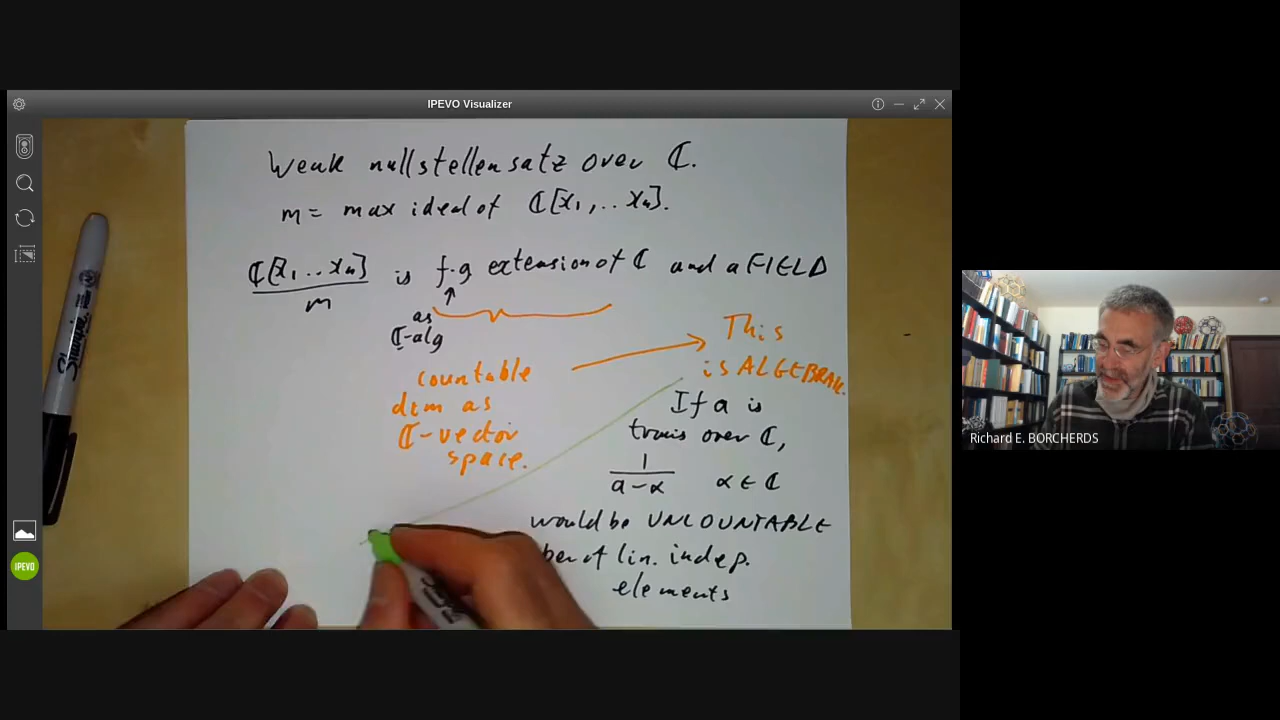 IPEVO Visualizer
Weak nullstellensatz over ℂ.
m = max ideal of ℂ[x₁,..xₙ].
ℂ[x₁..xₙ]/m is f.g extension of ℂ and a FIELD
↑
as
ℂ-alg
countable
dim as
ℂ-vector
space.
This
is ALGEBRAIC.
If a is
trans over ℂ,
1/(a-α) α∈ℂ
would be UNCOUNTABLE
ber of lin. indep.
elements
Sharpie
IPEVO
Richard E. BORCHERDS